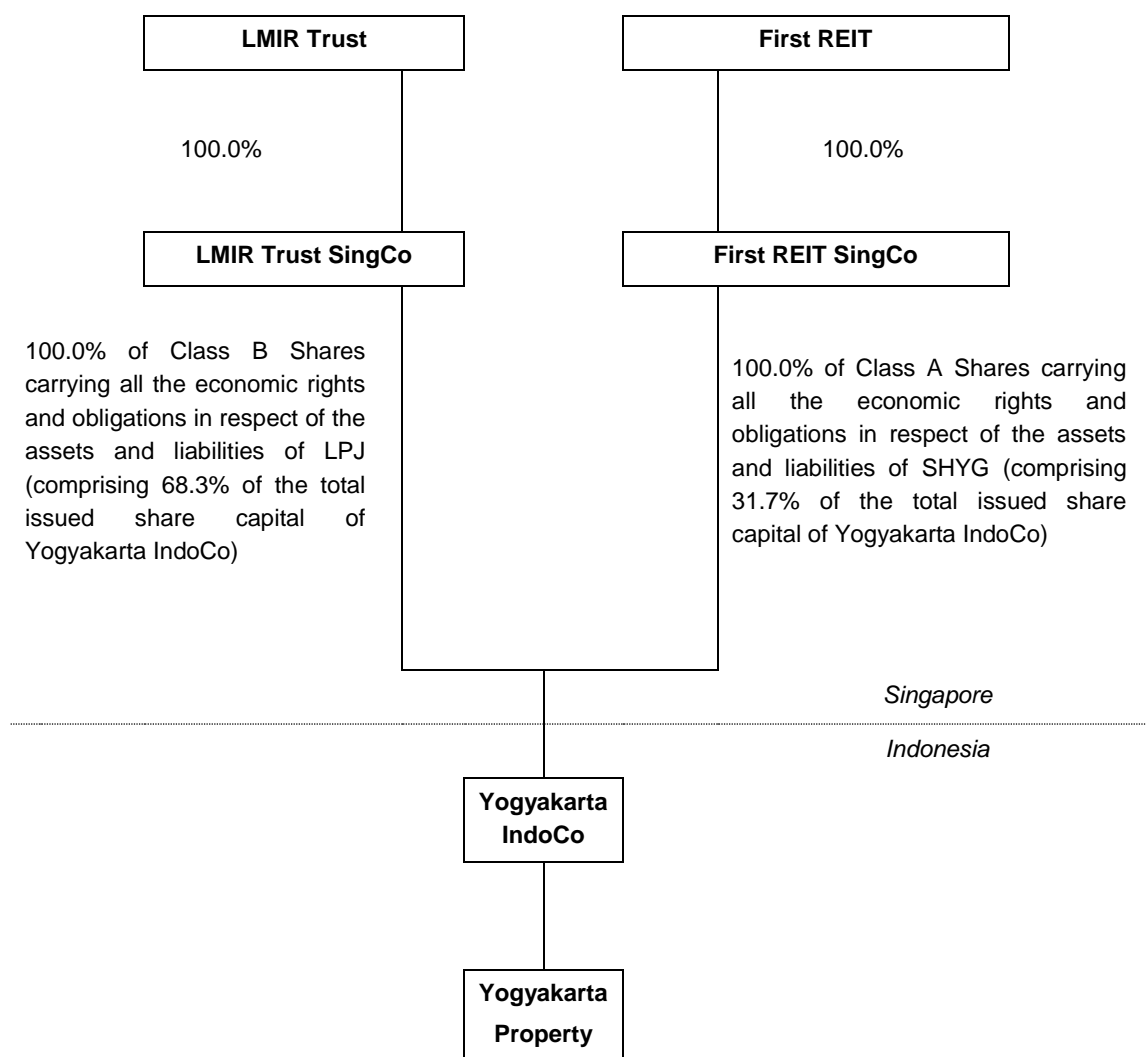 LMIR Trust
First REIT
100.0%
100.0%
LMIR Trust SingCo
First REIT SingCo
100.0% of Class B Shares
carrying all the economic rights
and obligations in respect of the
assets and liabilities of LPJ
(comprising 68.3% of the total
issued share capital of
Yogyakarta IndoCo)
100.0% of Class A Shares carrying
all the economic rights and
obligations in respect of the assets
and liabilities of SHYG (comprising
31.7% of the total issued share
capital of Yogyakarta IndoCo)
Singapore
Indonesia
Yogyakarta
IndoCo
Yogyakarta
Property